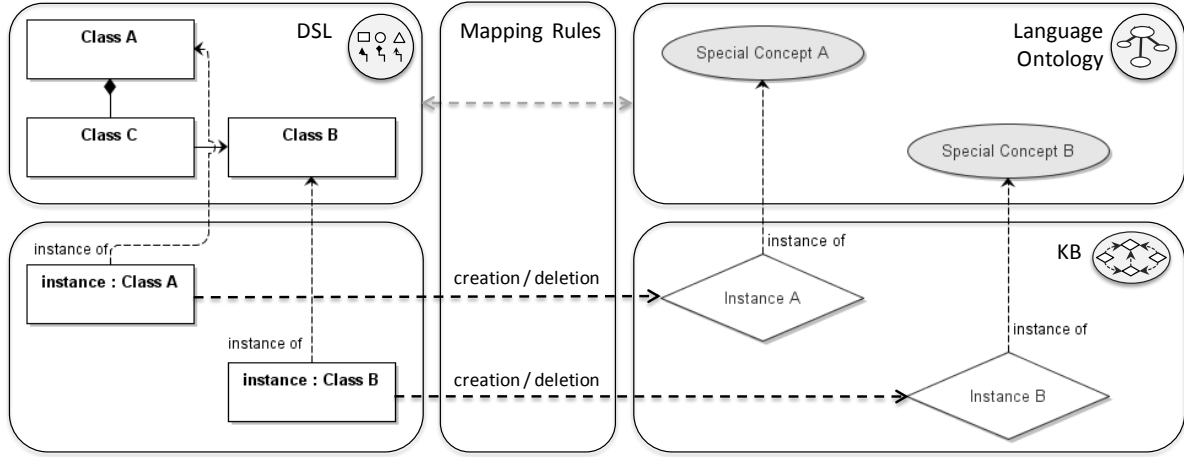 Class A
DSL
Mapping Rules
Special Concept A
Language
Ontology
Class C
Class B
Special Concept B
instance of
instance of
KB
instance : Class A
creation / deletion
Instance A
instance of
instance of
instance : Class B
creation / deletion
Instance B